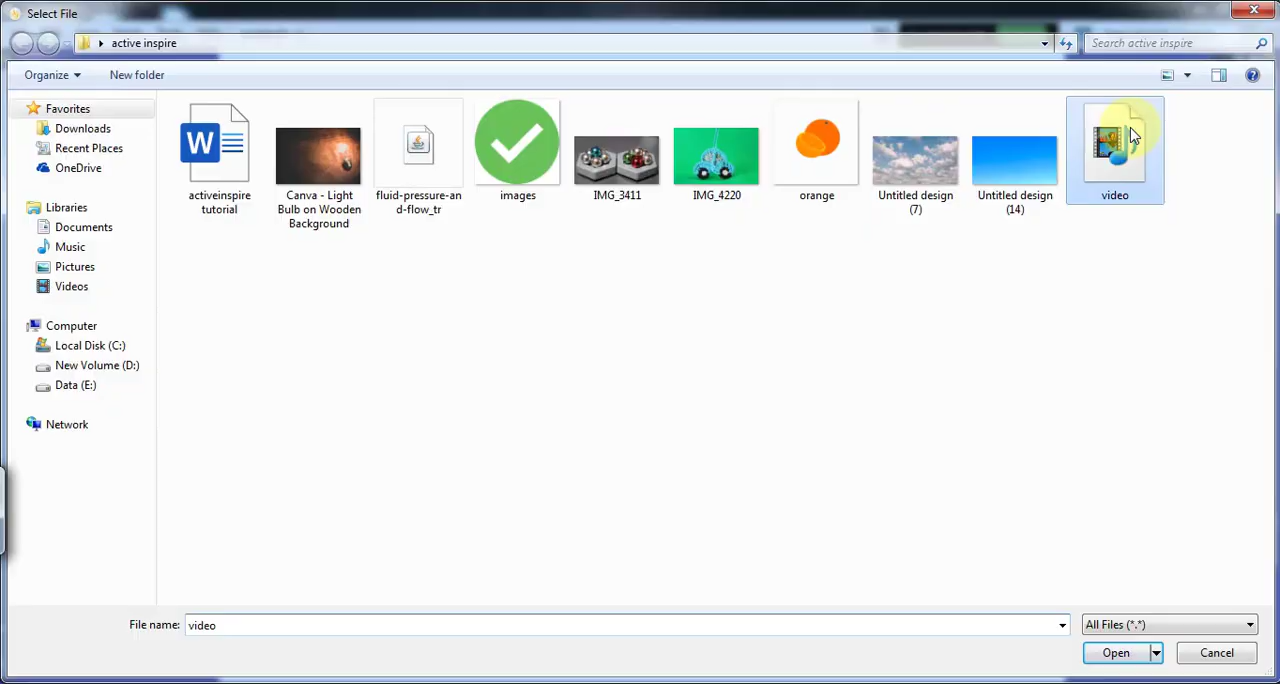 Select File
active inspire
Search active inspire
Organize
New folder
Favorites
Downloads
Recent Places
OneDrive
Libraries
Documents
Music
Pictures
Videos
Computer
Local Disk (C:)
New Volume (D:)
Data (E:)
Network
W
activeinspire
tutorial
Canva - Light
Bulb on Wooden
Background
fluid-pressure-an
d-flow_tr
images
IMG_3411
IMG_4220
orange
Untitled design
(7)
Untitled design
(14)
video
File name:
video
All Files (*.*)
Open
Cancel